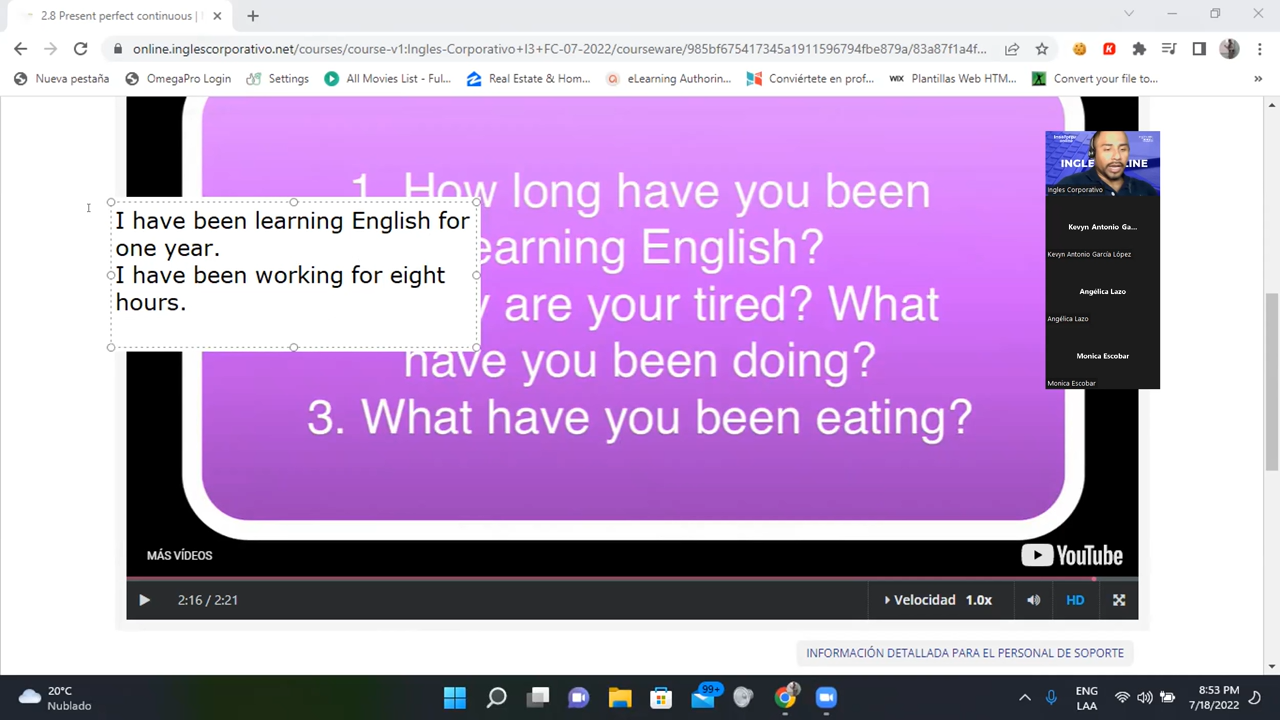 2.8 Present perfect continuous |
online.inglescorporativo.net/courses/course-v1:Ingles-Corporativo+I3+FC-07-2022/courseware/985bf675417345a1911596794fbe879a/83a87f1a4f...
Nueva pestaña
OmegaPro Login
Settings
All Movies List - Ful...
Real Estate & Hom...
eLearning Authorin...
Conviértete en prof...
WIX Plantillas Web HTM...
Convert your file to...
»
1. How long have you been
earning English?
are your tired? What
have you been doing?
3. What have you been eating?
I have been learning English for
one year.
I have been working for eight
hours.
Ingles Corporativo
Kevyn Antonio Ga...
Kevyn Antonio García López
Angélica Lazo
Angélica Lazo
Monica Escobar
Monica Escobar
MÁS VÍDEOS
YouTube
2:16 / 2:21
Velocidad 1.0x
HD
INFORMACIÓN DETALLADA PARA EL PERSONAL DE SOPORTE
20°C
Nublado
99+
ENG
LAA
8:53 PM
7/18/2022